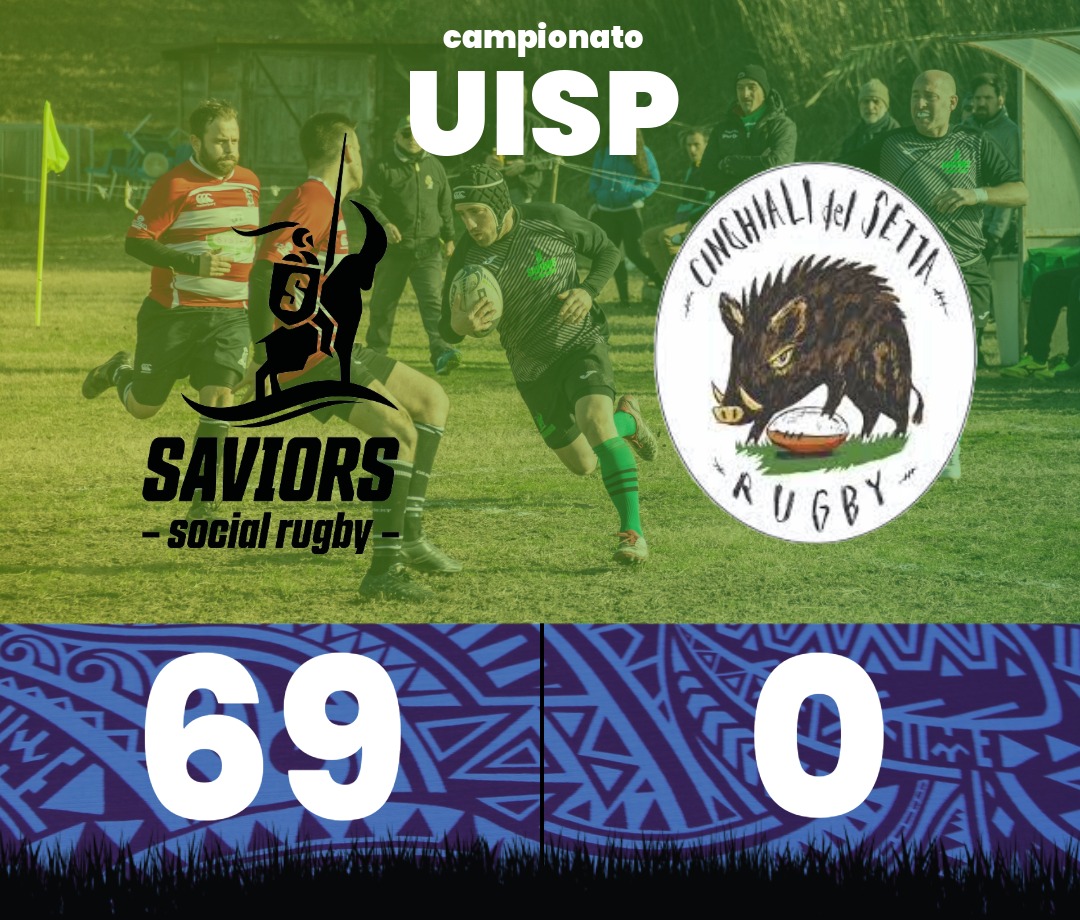 campionato
UISP
S
SAVIORS
- social rugby -
CINGHIALI del SETTA
RUGBY
69
0